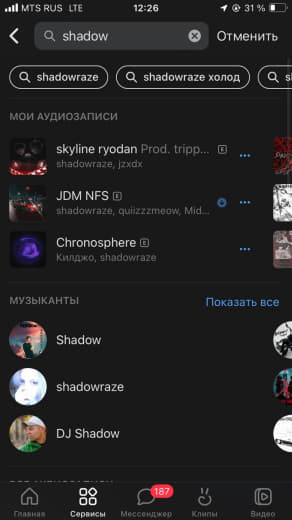 MTS RUS LTE 12:26 31 %
shadow Отменить
shadowraze shadowraze холод
МОИ АУДИОЗАПИСИ
skyline ryodan Prod. tripp... E
shadowraze, jzxdx
JDM NFS E
shadowraze, quiizzzmeow, Mid...
Chronosphere E
Килджо, shadowraze
МУЗЫКАНТЫ Показать все
Shadow
shadowraze
DJ Shadow
187
Главная Сервисы Мессенджер Клипы Видео